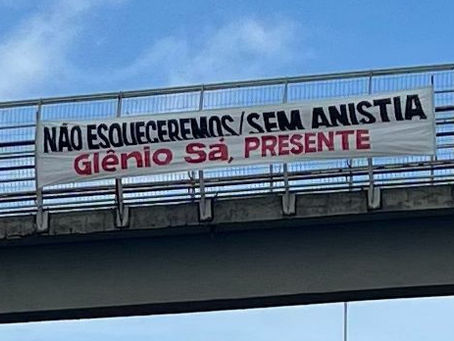 NÃO ESQUECEREMOS/SEM ANISTIA
Glênio Sá, PRESENTE